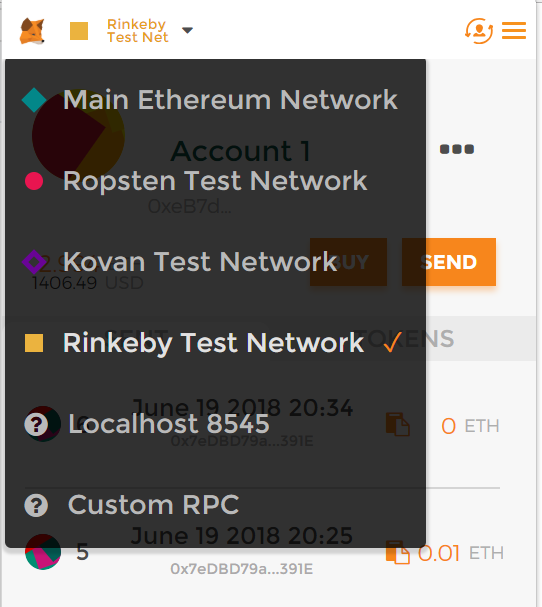 Rinkeby
Test Net
Main Ethereum Network
Account 1
Ropsten Test Network
0xeB7d...
Kovan Test Network
BUY
SEND
1406.49 USD
Rinkeby Test Network ✓
TOKENS
June 19 2018 20:34
Localhost 8545
0 ETH
0x7eDBD79a...391E
Custom RPC
June 19 2018 20:25
5
0.01 ETH
0x7eDBD79a...391E